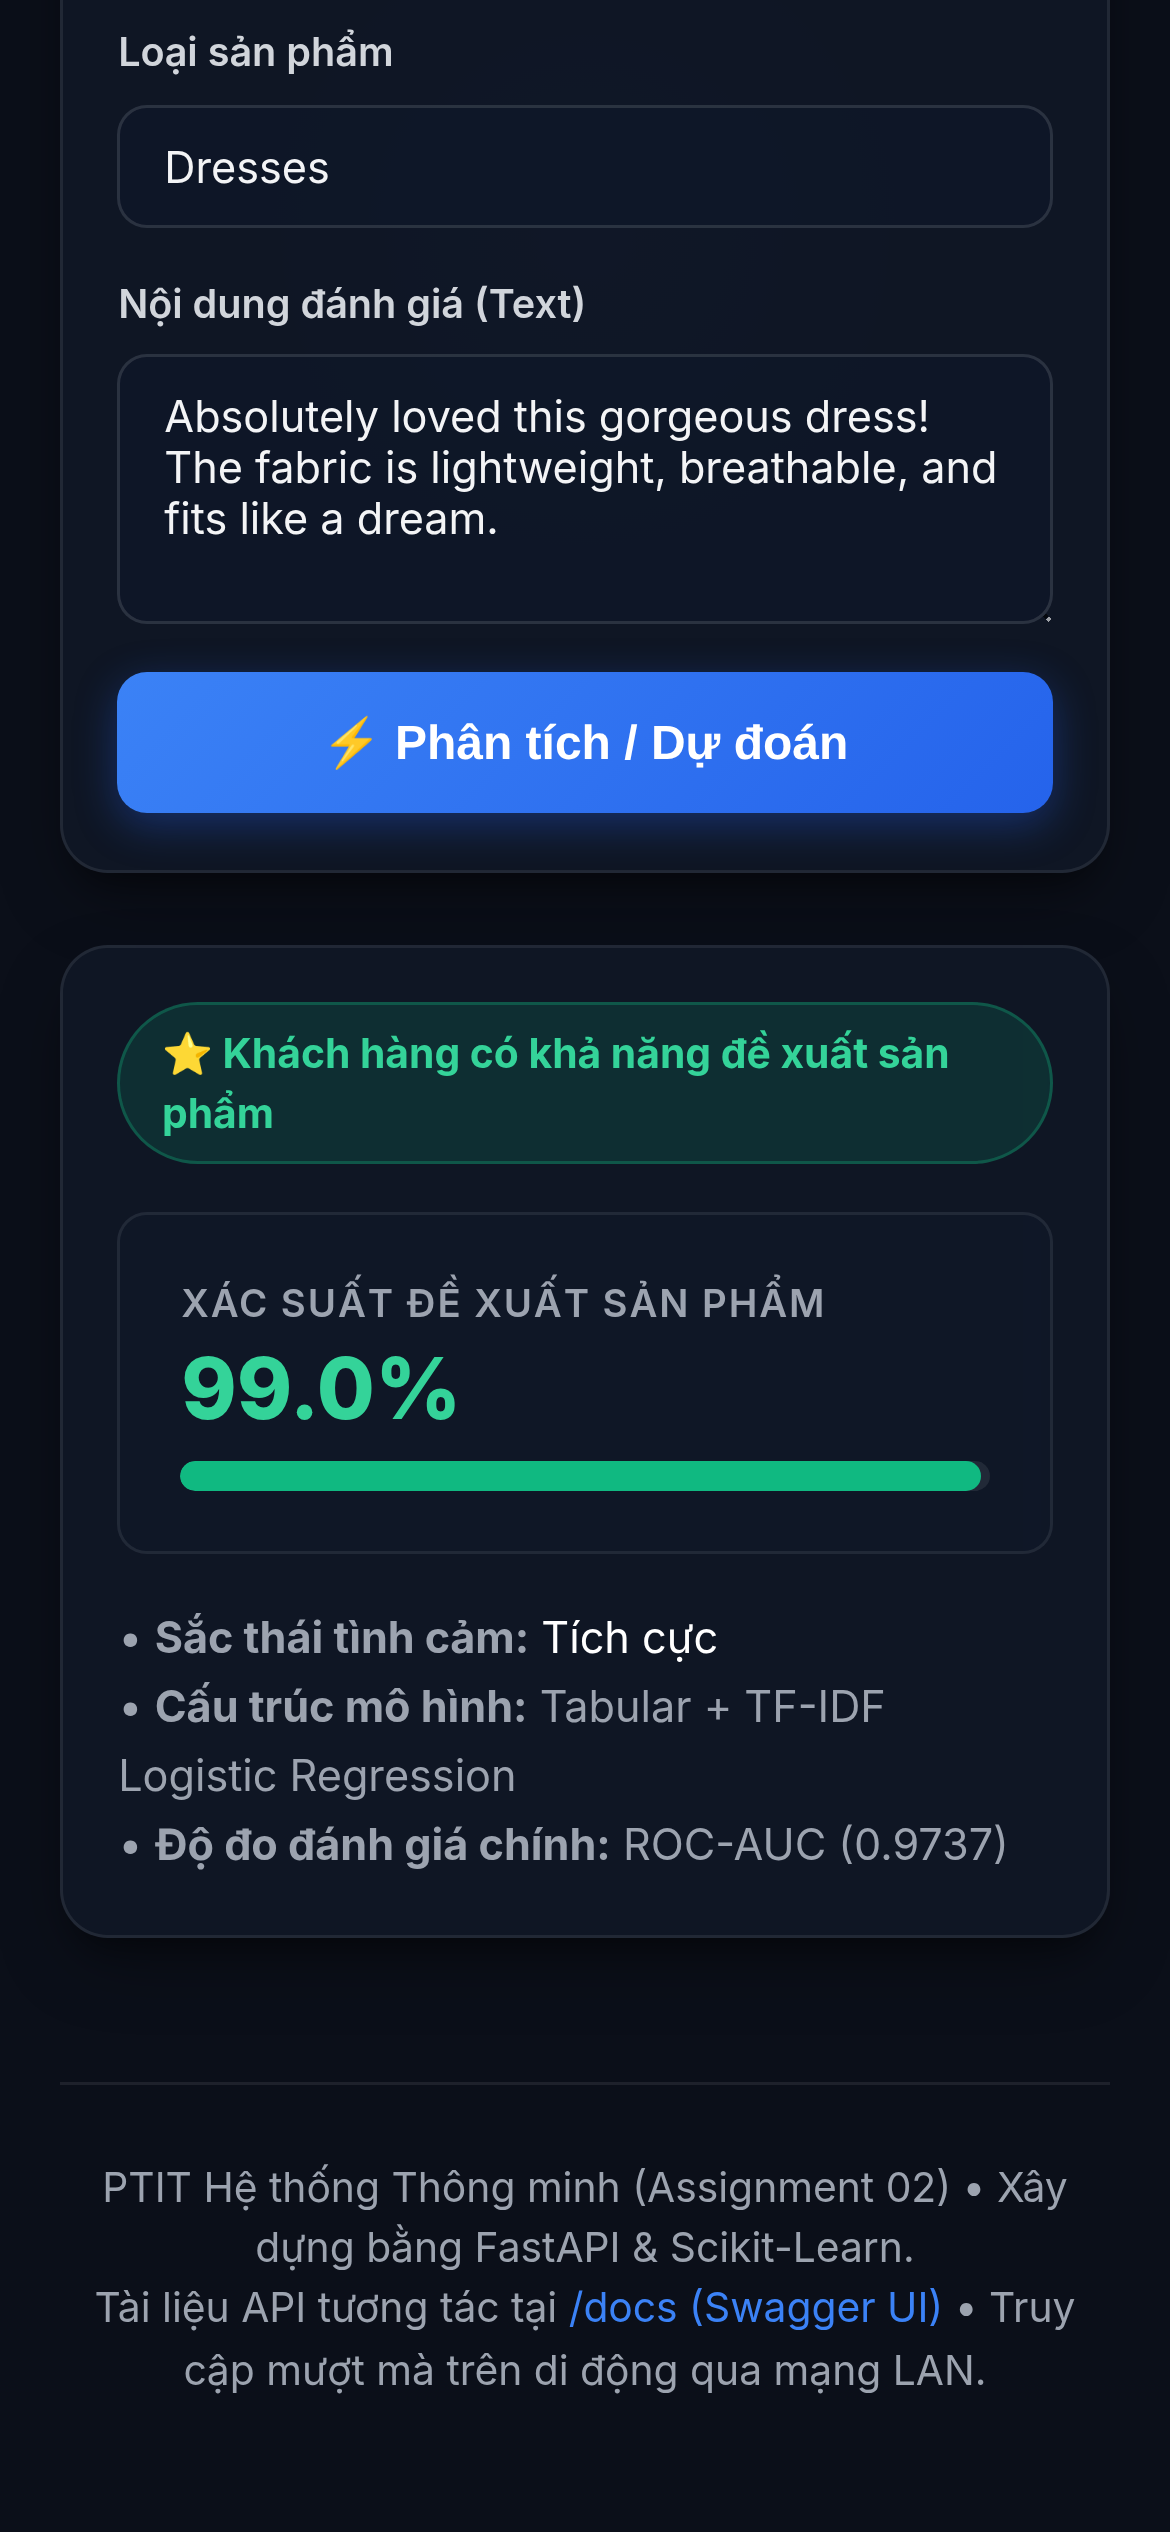 Loại sản phẩm
Dresses
Nội dung đánh giá (Text)
Absolutely loved this gorgeous dress!
The fabric is lightweight, breathable, and
fits like a dream.
⚡ Phân tích / Dự đoán
⭐ Khách hàng có khả năng đề xuất sản
phẩm
XÁC SUẤT ĐỀ XUẤT SẢN PHẨM
99.0%
• Sắc thái tình cảm: Tích cực
• Cấu trúc mô hình: Tabular + TF-IDF
Logistic Regression
• Độ đo đánh giá chính: ROC-AUC (0.9737)
PTIT Hệ thống Thông minh (Assignment 02) • Xây
dựng bằng FastAPI & Scikit-Learn.
Tài liệu API tương tác tại /docs (Swagger UI) • Truy
cập mượt mà trên di động qua mạng LAN.